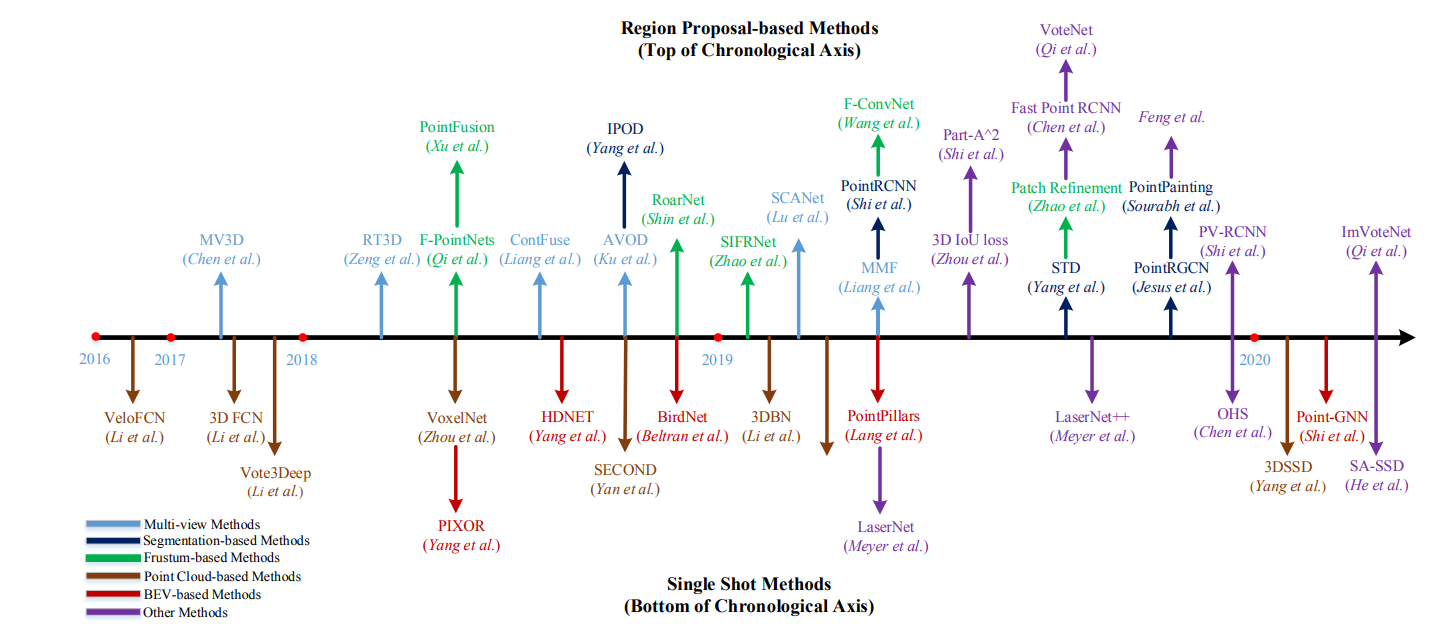 Region Proposal-based Methods
(Top of Chronological Axis)
VoteNet
(Qi et al.)
F-ConvNet
(Wang et al.)
Fast Point RCNN
(Chen et al.)
Feng et al.
PointFusion
(Xu et al.)
IPOD
(Yang et al.)
Part-A^2
(Shi et al.)
RoarNet
(Shin et al.)
SCANet
(Lu et al.)
PointRCNN
(Shi et al.)
Patch Refinement
(Zhao et al.)
PointPainting
(Sourabh et al.)
MV3D
(Chen et al.)
RT3D
(Zeng et al.)
F-PointNets
(Qi et al.)
ContFuse
(Liang et al.)
AVOD
(Ku et al.)
SIFRNet
(Zhao et al.)
3D IoU loss
(Zhou et al.)
PV-RCNN
(Shi et al.)
ImVoteNet
(Qi et al.)
MMF
(Liang et al.)
STD
(Yang et al.)
PointRGCN
(Jesus et al.)
2016
2017
2018
2019
2020
VeloFCN
(Li et al.)
3D FCN
(Li et al.)
VoxelNet
(Zhou et al.)
HDNET
(Yang et al.)
BirdNet
(Beltran et al.)
3DBN
(Li et al.)
PointPillars
(Lang et al.)
LaserNet++
(Meyer et al.)
OHS
(Chen et al.)
Point-GNN
(Shi et al.)
Vote3Deep
(Li et al.)
SECOND
(Yan et al.)
3DSSD
(Yang et al.)
SA-SSD
(He et al.)
PIXOR
(Yang et al.)
LaserNet
(Meyer et al.)
Multi-view Methods
Segmentation-based Methods
Frustum-based Methods
Point Cloud-based Methods
BEV-based Methods
Other Methods
Single Shot Methods
(Bottom of Chronological Axis)